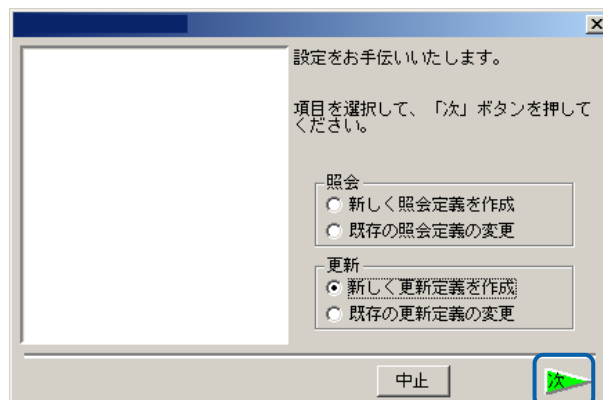 設定をお手伝いいたします。
項目を選択して、「次」ボタンを押して
ください。
照会
新しく照会定義を作成
既存の照会定義の変更
更新
新しく更新定義を作成
既存の更新定義の変更
中止
次